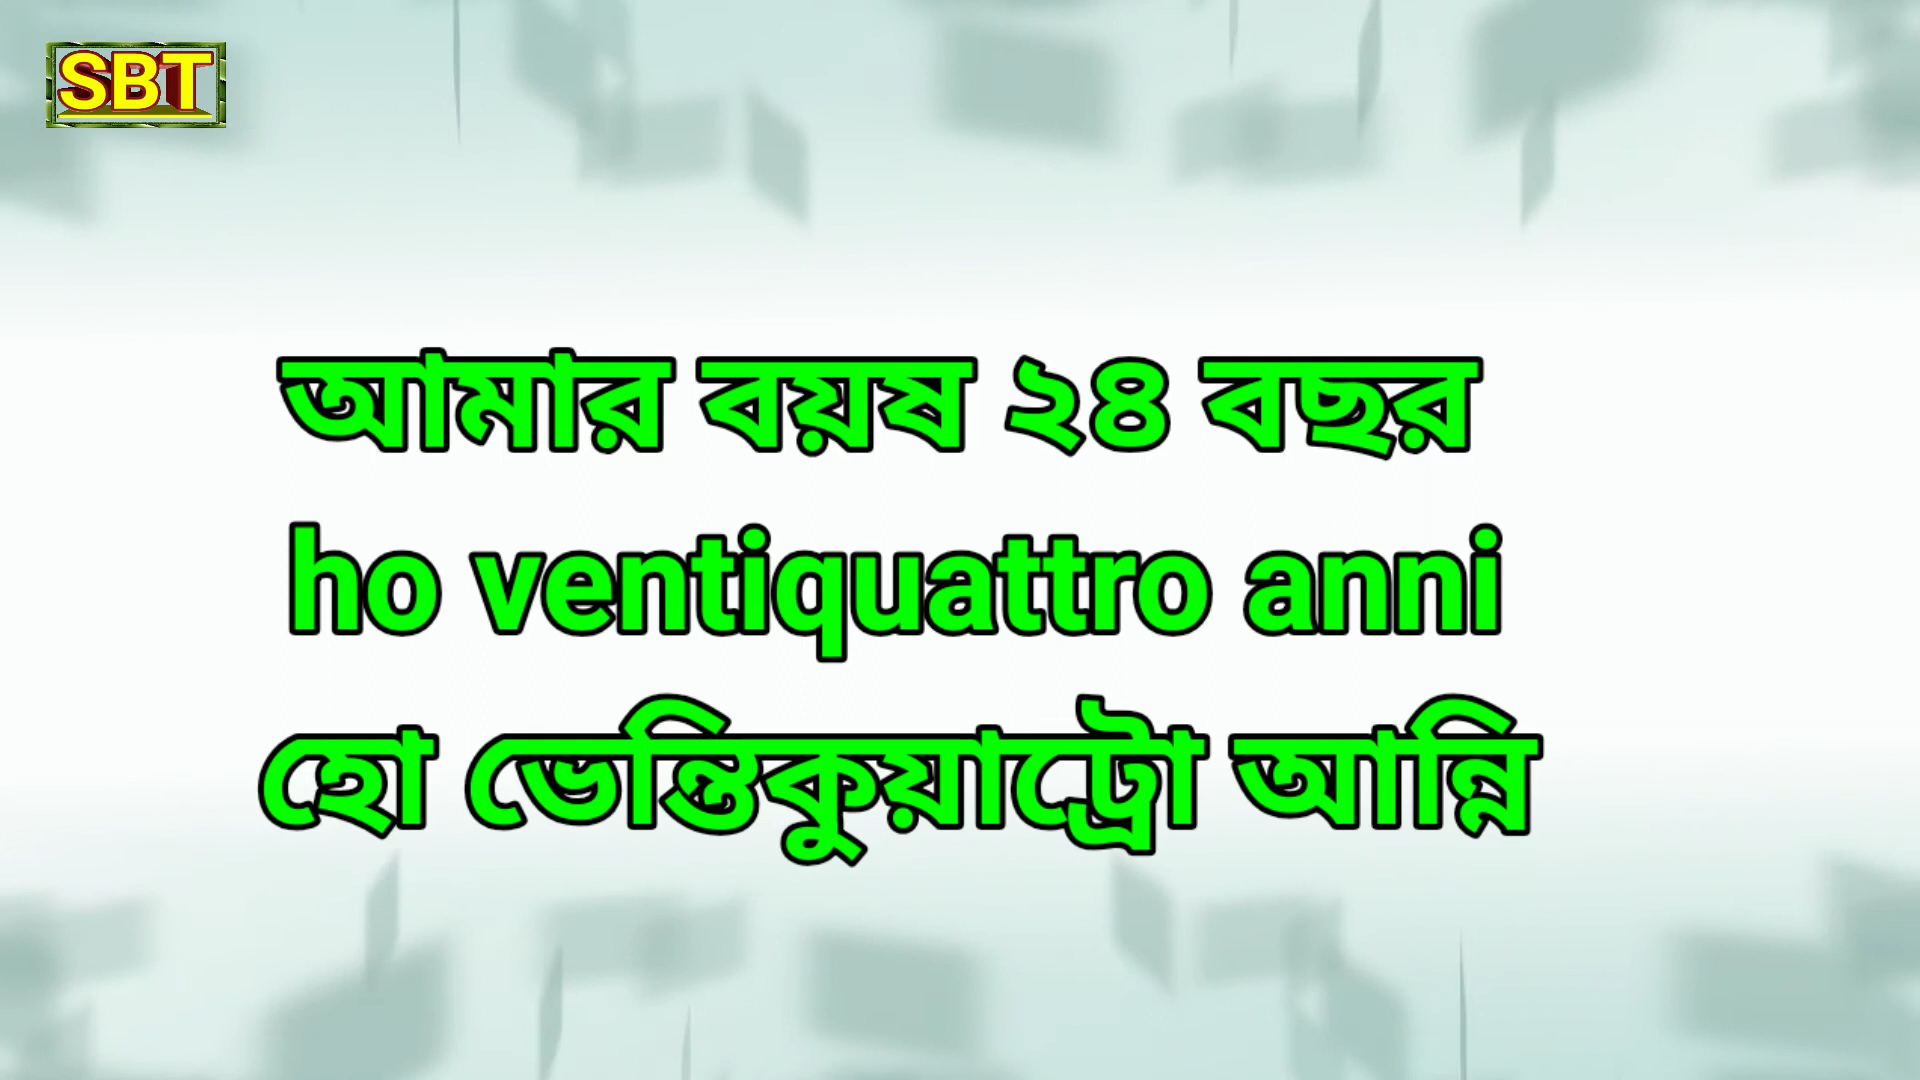 SBT
আমার বয়ষ ২৪ বছর
ho ventiquattro anni
হো ভেন্তিকুয়াট্রো আন্নি